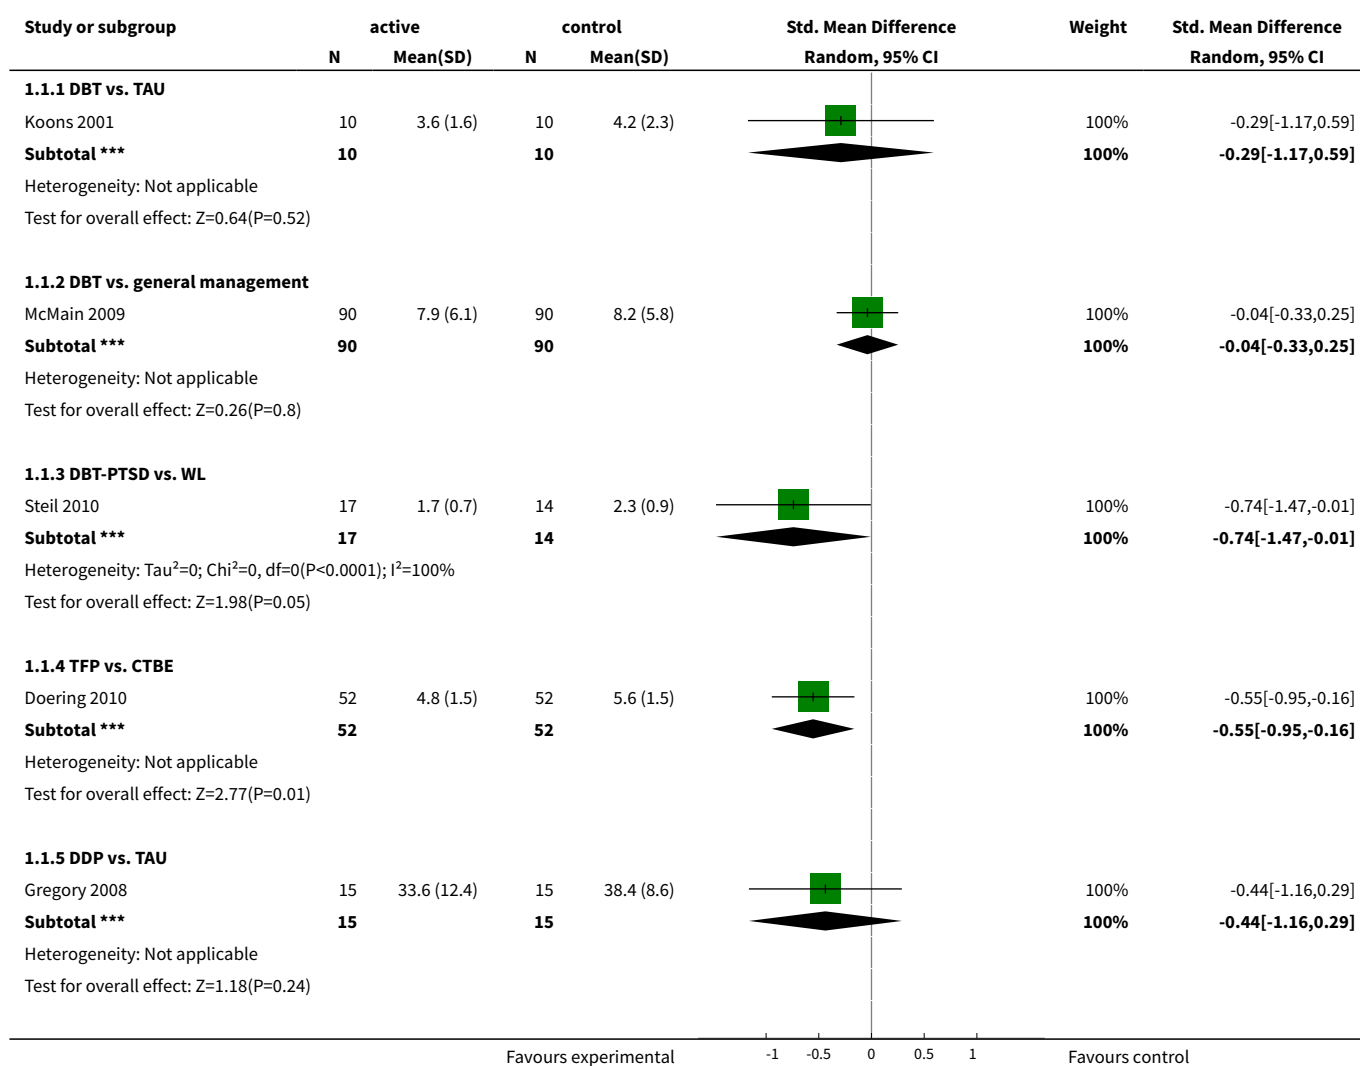 Study or subgroup active control Std. Mean Difference Weight Std. Mean Difference
N Mean(SD) N Mean(SD) Random, 95% CI Random, 95% CI
1.1.1 DBT vs. TAU
Koons 2001 10 3.6 (1.6) 10 4.2 (2.3) 100% -0.29[-1.17,0.59]
Subtotal *** 10 10 100% -0.29[-1.17,0.59]
Heterogeneity: Not applicable
Test for overall effect: Z=0.64(P=0.52)
1.1.2 DBT vs. general management
McMain 2009 90 7.9 (6.1) 90 8.2 (5.8) 100% -0.04[-0.33,0.25]
Subtotal *** 90 90 100% -0.04[-0.33,0.25]
Heterogeneity: Not applicable
Test for overall effect: Z=0.26(P=0.8)
1.1.3 DBT-PTSD vs. WL
Steil 2010 17 1.7 (0.7) 14 2.3 (0.9) 100% -0.74[-1.47,-0.01]
Subtotal *** 17 14 100% -0.74[-1.47,-0.01]
Heterogeneity: Tau²=0; Chi²=0, df=0(P<0.0001); I²=100%
Test for overall effect: Z=1.98(P=0.05)
1.1.4 TFP vs. CTBE
Doering 2010 52 4.8 (1.5) 52 5.6 (1.5) 100% -0.55[-0.95,-0.16]
Subtotal *** 52 52 100% -0.55[-0.95,-0.16]
Heterogeneity: Not applicable
Test for overall effect: Z=2.77(P=0.01)
1.1.5 DDP vs. TAU
Gregory 2008 15 33.6 (12.4) 15 38.4 (8.6) 100% -0.44[-1.16,0.29]
Subtotal *** 15 15 100% -0.44[-1.16,0.29]
Heterogeneity: Not applicable
Test for overall effect: Z=1.18(P=0.24)
Favours experimental -1 -0.5 0 0.5 1 Favours control